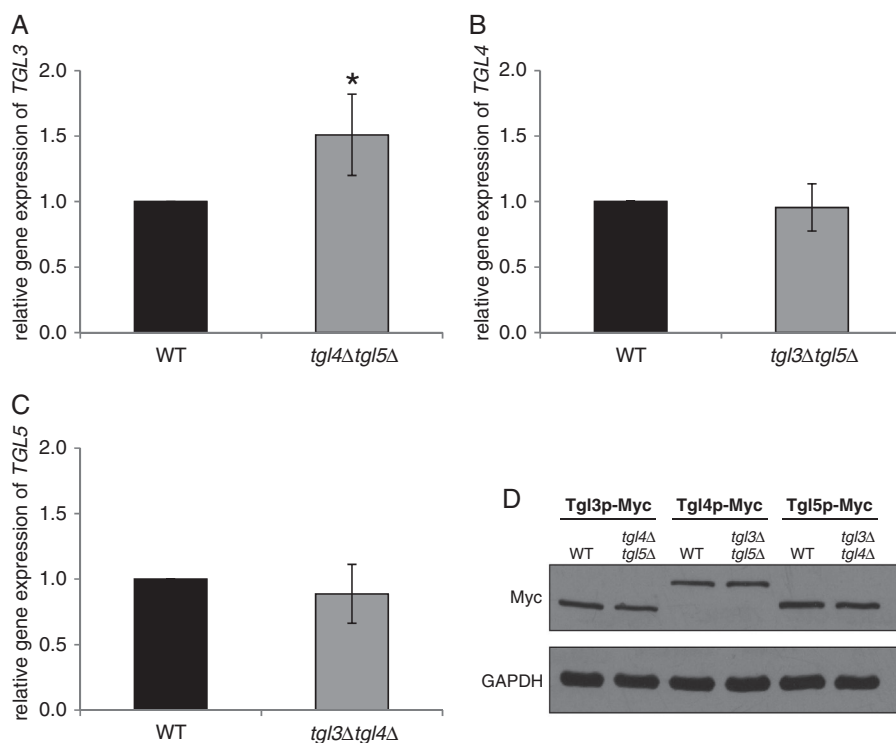 A
relative gene expression of TGL3
2.0
1.5
1.0
0.5
0.0
*
WT
tgl4Δtgl5Δ
B
relative gene expression of TGL4
2.0
1.5
1.0
0.5
0.0
WT
tgl3Δtgl5Δ
C
relative gene expression of TGL5
2.0
1.5
1.0
0.5
0.0
WT
tgl3Δtgl4Δ
D
Tgl3p-Myc Tgl4p-Myc Tgl5p-Myc
WT tgl4Δ tgl5Δ WT tgl3Δ tgl5Δ WT tgl3Δ tgl4Δ
Myc
GAPDH